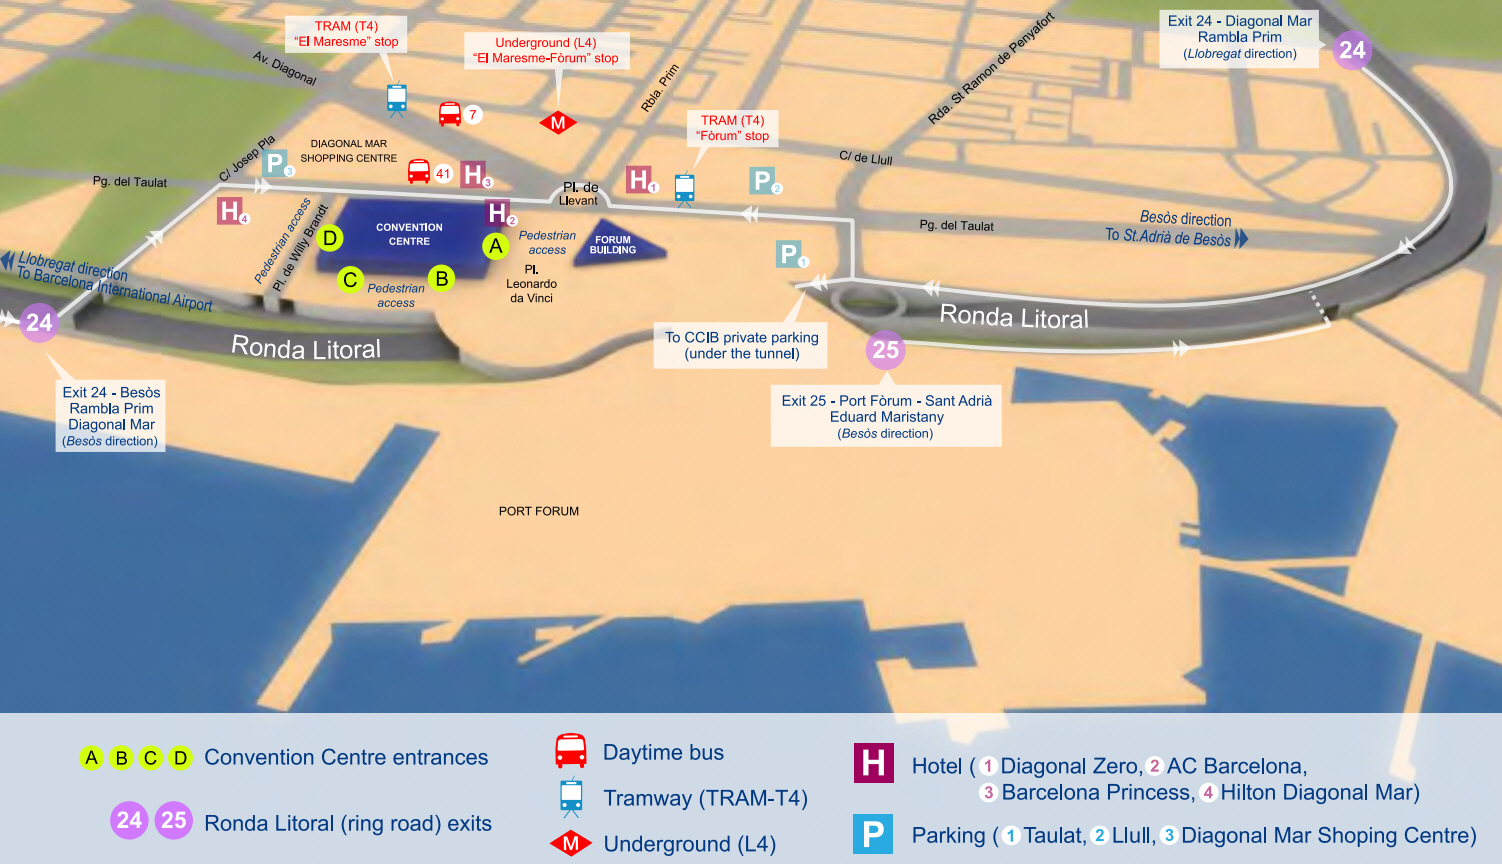 TRAM (T4)
"El Maresme" stop
Underground (L4)
"El Maresme-Fòrum" stop
Exit 24 - Diagonal Mar
Rambla Prim
(Llobregat direction)
24
Av. Diagonal
Rbla. Prim
Rda. St Ramon de Penyafort
7
M
TRAM (T4)
"Fòrum" stop
C/ Josep Pla
DIAGONAL MAR
SHOPPING CENTRE
P 3
41
H 3
H 1
P 2
C/ de Llull
Pg. del Taulat
Pl. de
Llevant
H 4
Pedestrian access
Pl. de Willy Brandt
D
CONVENTION
CENTRE
H 2
A
Pedestrian
access
FORUM
BUILDING
P 1
Pg. del Taulat
Besòs direction
To St.Adrià de Besòs
Llobregat direction
To Barcelona International Airport
C
Pedestrian
access
B
Pl.
Leonardo
da Vinci
24
Ronda Litoral
To CCIB private parking
(under the tunnel)
25
Ronda Litoral
Exit 24 - Besòs
Rambla Prim
Diagonal Mar
(Besòs direction)
Exit 25 - Port Fòrum - Sant Adrià
Eduard Maristany
(Besòs direction)
PORT FORUM
A B C D Convention Centre entrances
24 25 Ronda Litoral (ring road) exits
Daytime bus
Tramway (TRAM-T4)
M Underground (L4)
H Hotel ( 1 Diagonal Zero, 2 AC Barcelona,
3 Barcelona Princess, 4 Hilton Diagonal Mar)
P Parking ( 1 Taulat, 2 Llull, 3 Diagonal Mar Shoping Centre)